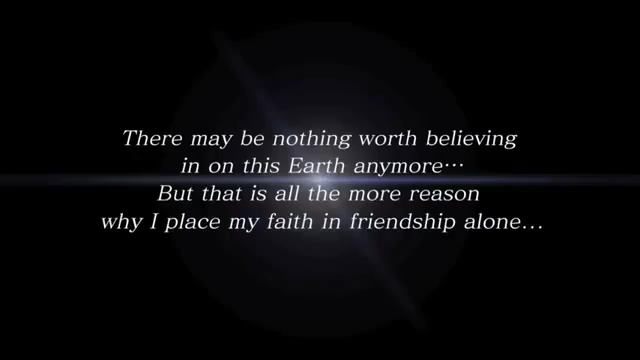 There may be nothing worth believing
in on this Earth anymore⋯
But that is all the more reason
why I place my faith in friendship alone...